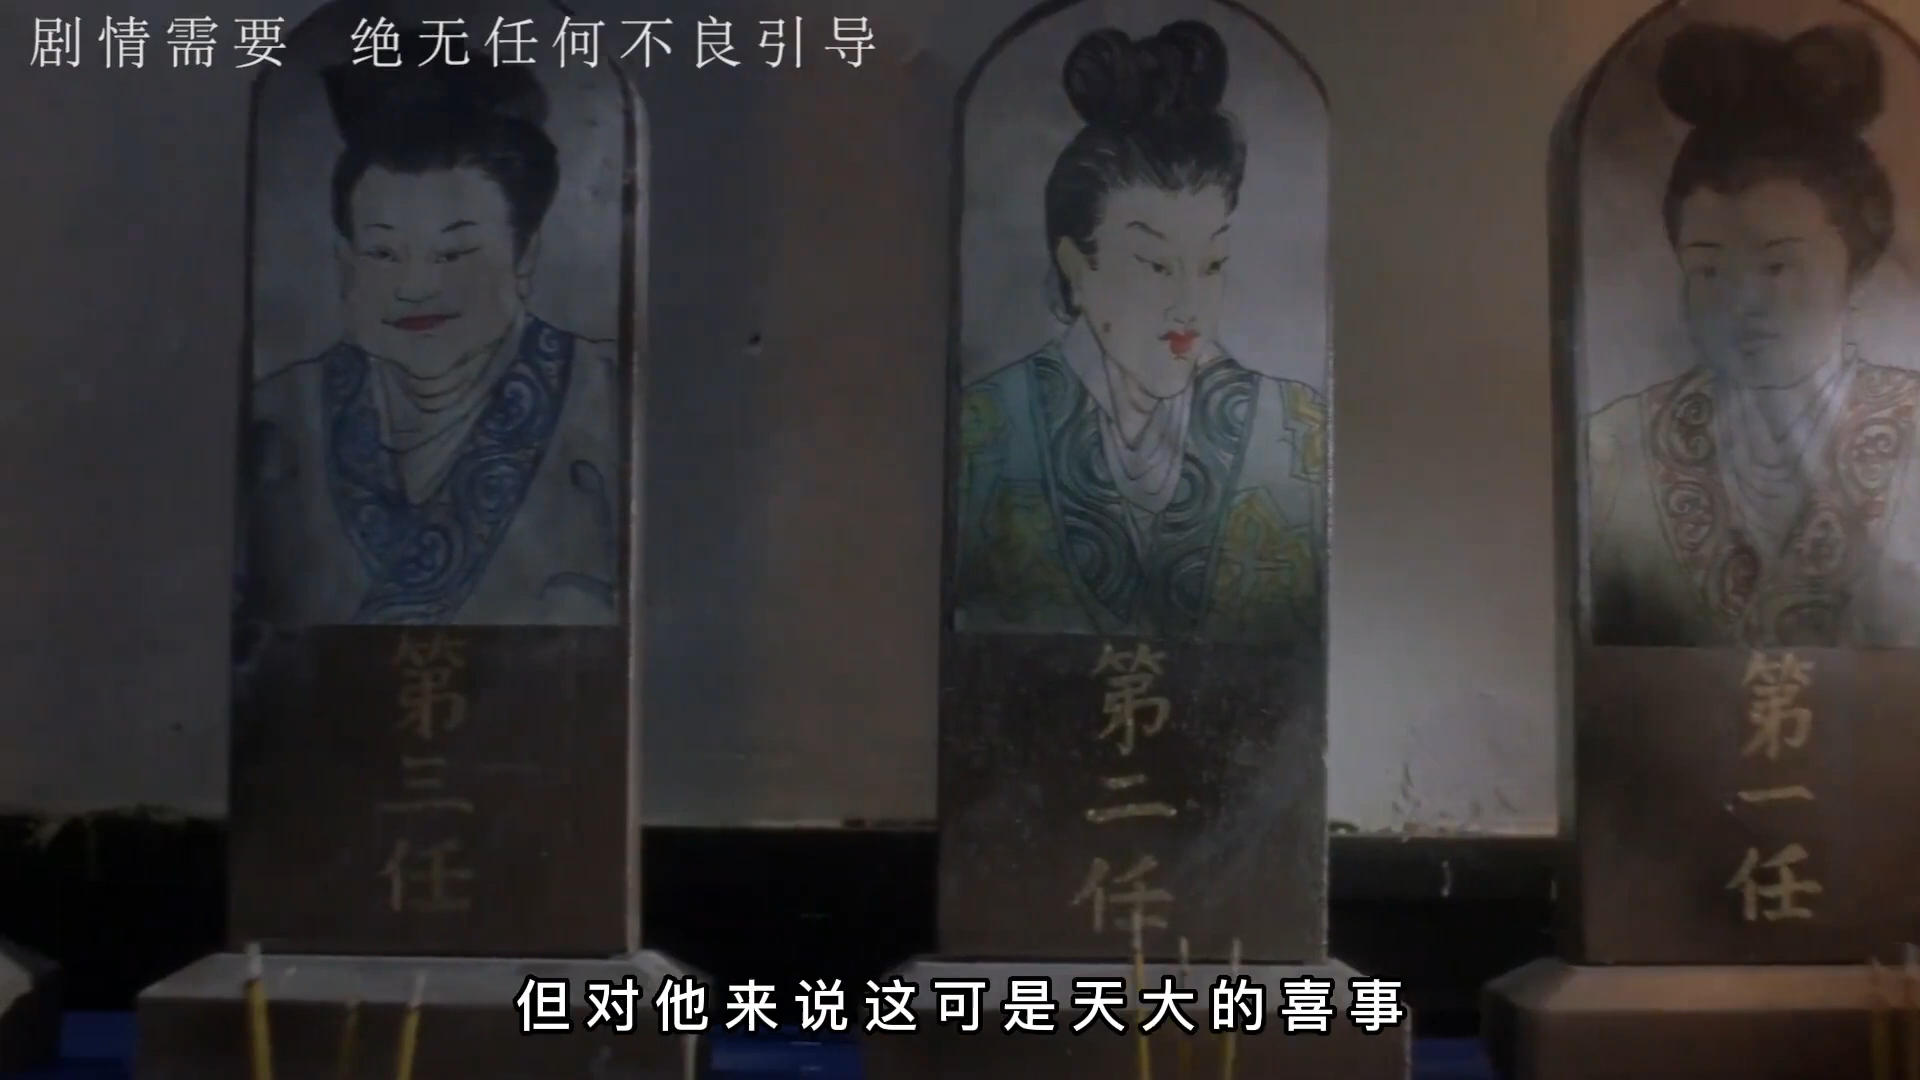 剧情需要 绝无任何不良引导
第三任
第二任
第一任
但对他来说这可是天大的喜事